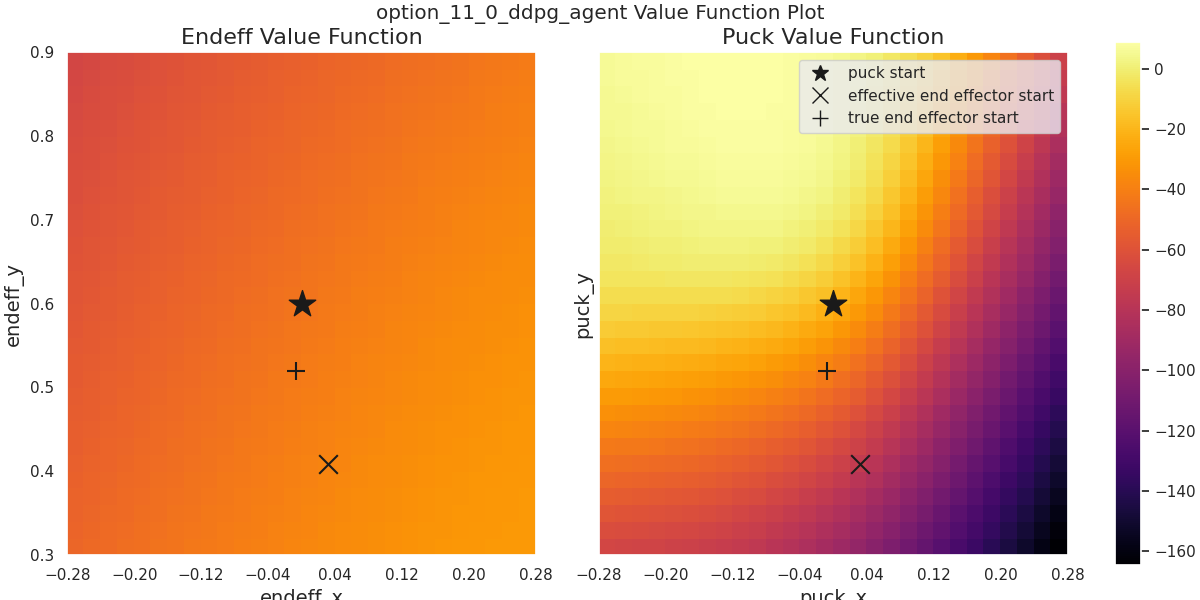 option_11_0_ddpg_agent Value Function Plot
Endeff Value Function
Puck Value Function
puck start
effective end effector start
true end effector start
endeff_y
0.9
0.8
0.7
0.6
0.5
0.4
0.3
−0.28 −0.20 −0.12 −0.04 0.04 0.12 0.20 0.28
endeff_x
puck_y
−0.28 −0.20 −0.12 −0.04 0.04 0.12 0.20 0.28
puck_x
0
−20
−40
−60
−80
−100
−120
−140
−160